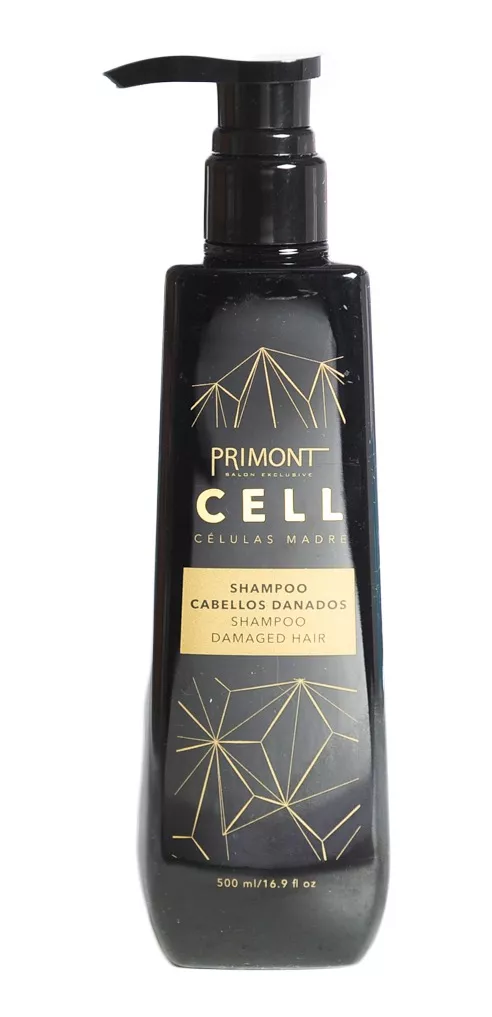 PRIMONT
SALON EXCLUSIVE
CELL
CÉLULAS MADRE
SHAMPOO
CABELLOS DANADOS
SHAMPOO
DAMAGED HAIR
500 ml/16.9 fl oz